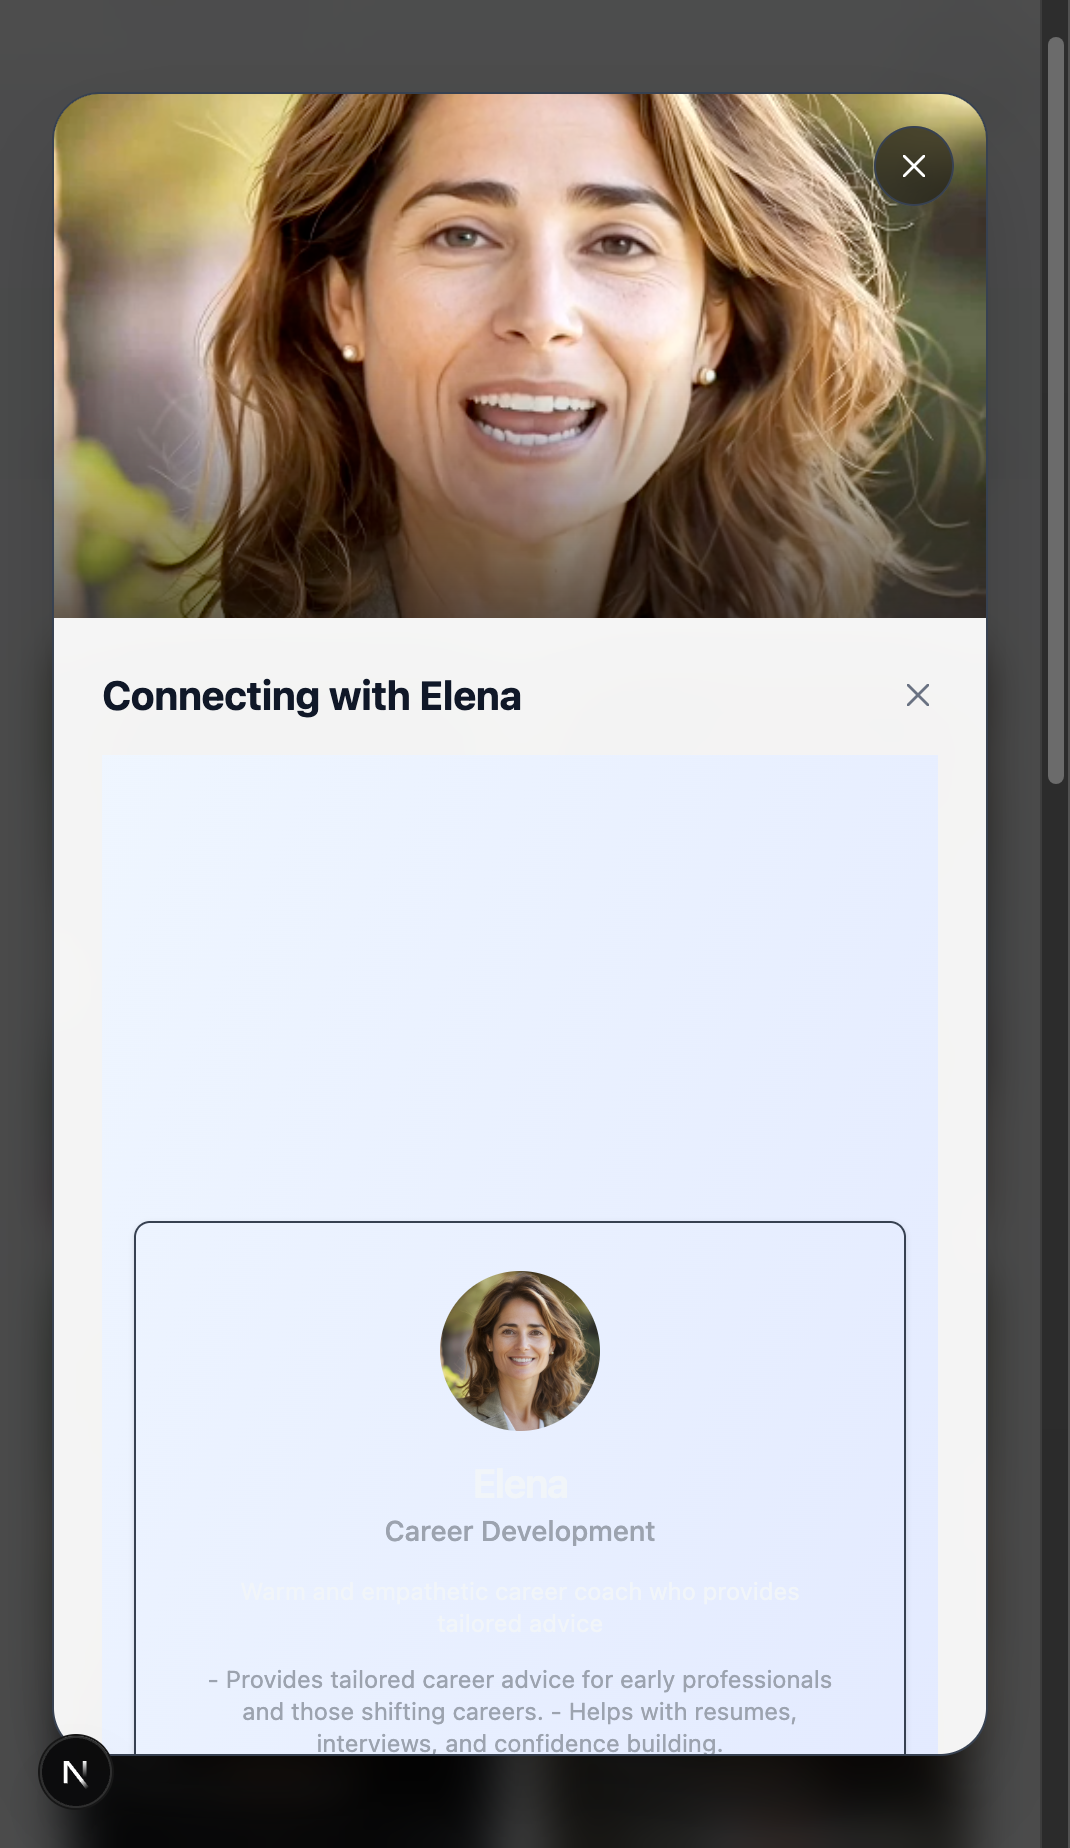 Connecting with Elena
Elena
Career Development
Warm and empathetic career coach who provides
tailored advice
- Provides tailored career advice for early professionals
and those shifting careers. - Helps with resumes,
interviews, and confidence building.
N